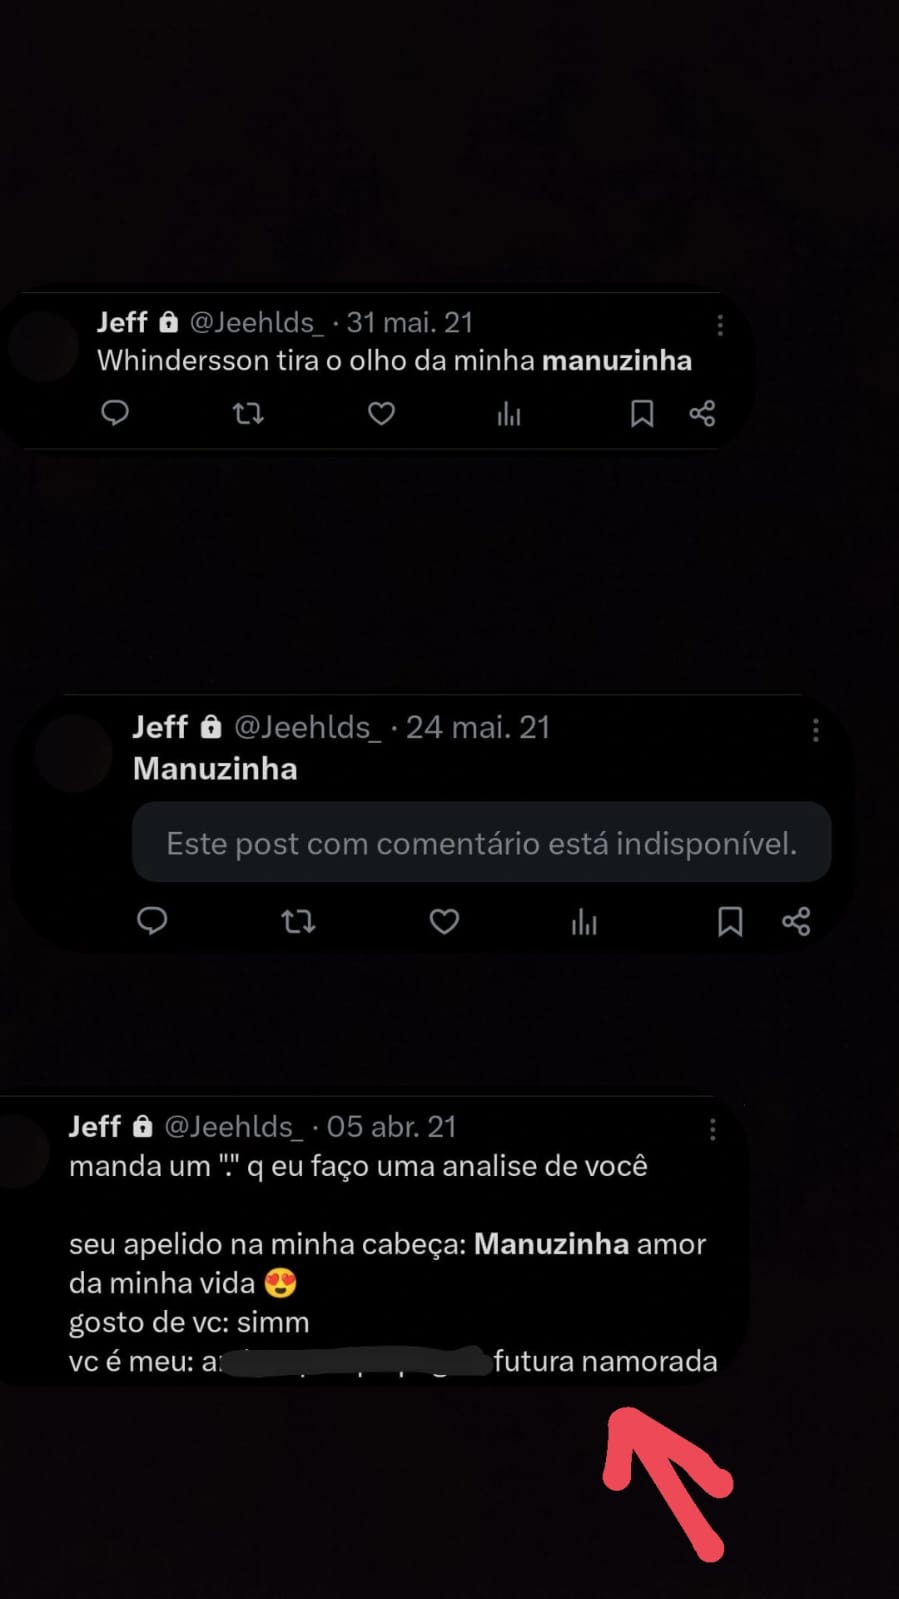 Jeff @Jeehlds_ · 31 mai. 21
Whindersson tira o olho da minha manuzinha
Jeff @Jeehlds_ · 24 mai. 21
Manuzinha
Este post com comentário está indisponível.
Jeff @Jeehlds_ · 05 abr. 21
manda um "." q eu faço uma analise de você
seu apelido na minha cabeça: Manuzinha amor
da minha vida 😍
gosto de vc: simm
vc é meu: futura namorada